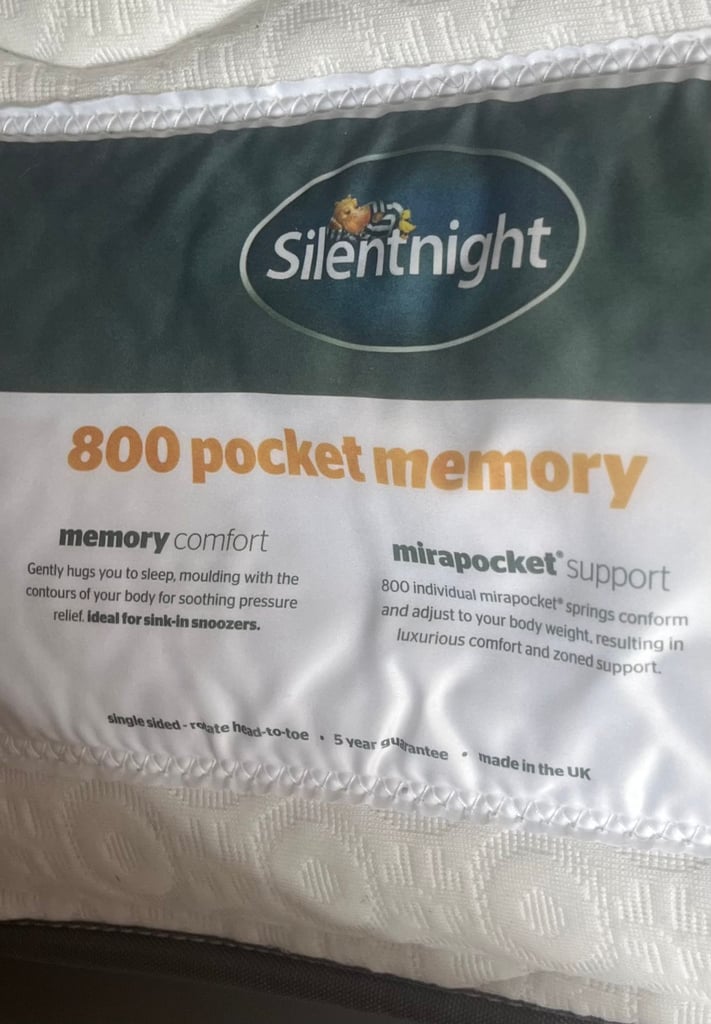 Silentnight
800 pocket memory
memory comfort
Gently hugs you to sleep, moulding with the
contours of your body for soothing pressure
relief. Ideal for sink-in snoozers.
mirapocket® support
800 individual mirapocket® springs conform
and adjust to your body weight, resulting in
luxurious comfort and zoned support.
single sided - rotate head-to-toe • 5 year guarantee • made in the UK